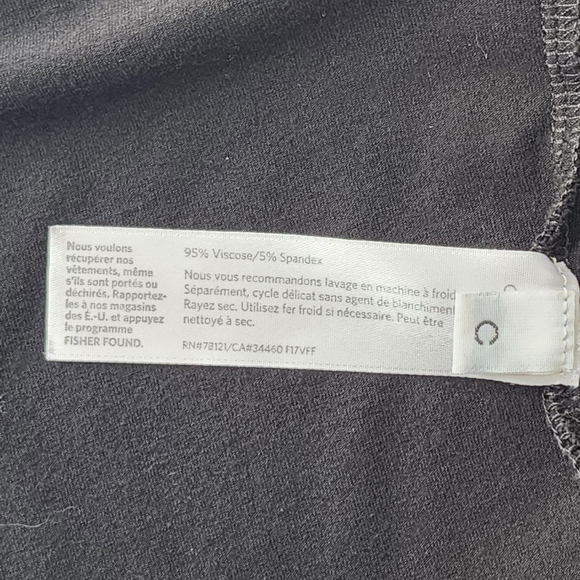 Nous voulons
récupérer nos
vêtements, même
s'ils sont portés ou
déchirés. Rapportez-
les à nos magasins
des É.-U. et appuyez
le programme
FISHER FOUND.
95% Viscose/5% Spandex
Nous vous recommandons lavage en machine à froid
Séparément, cycle délicat sans agent de blanchiment
Rayez sec. Utilisez fer froid si nécessaire. Peut être
nettoyé à sec.
RN#78121/CA#34460 F17VFF
C